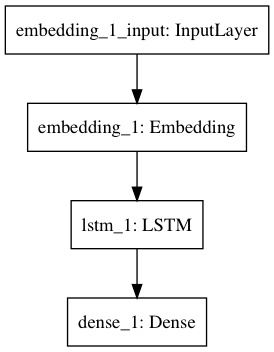 embedding_1_input: InputLayer
embedding_1: Embedding
lstm_1: LSTM
dense_1: Dense